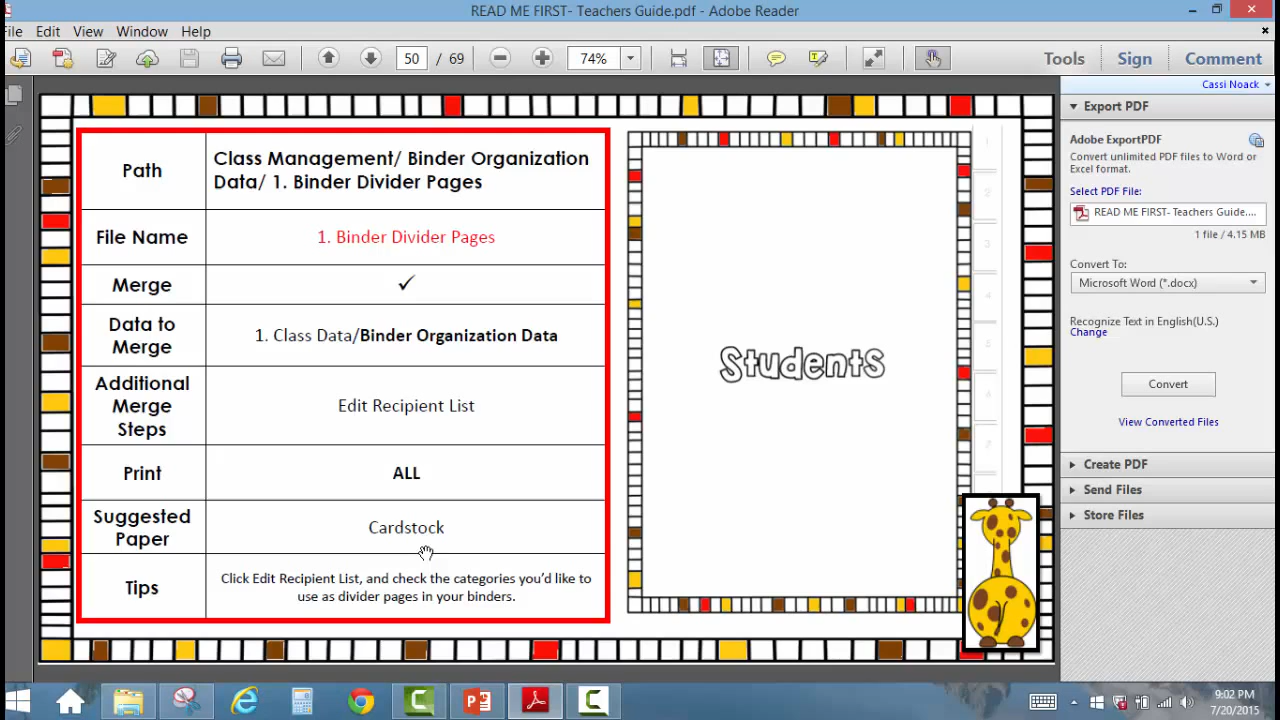 READ ME FIRST- Teachers Guide.pdf - Adobe Reader
File Edit View Window Help
50 / 69 74% Tools Sign Comment
Cassi Noack
Export PDF
Adobe ExportPDF
Convert unlimited PDF files to Word or
Excel format.
Select PDF File:
READ ME FIRST- Teachers Guide....
1 file / 4.15 MB
Convert To:
Microsoft Word (*.docx)
Recognize Text in English(U.S.)
Change
Convert
View Converted Files
Create PDF
Send Files
Store Files
Path
Class Management/ Binder Organization
Data/ 1. Binder Divider Pages
File Name
1. Binder Divider Pages
Merge
✓
Data to
Merge
1. Class Data/Binder Organization Data
Additional
Merge
Steps
Edit Recipient List
Print
ALL
Suggested
Paper
Cardstock
Tips
Click Edit Recipient List, and check the categories you'd like to
use as divider pages in your binders.
Students
1
2
3
4
5
9:02 PM
7/20/2015